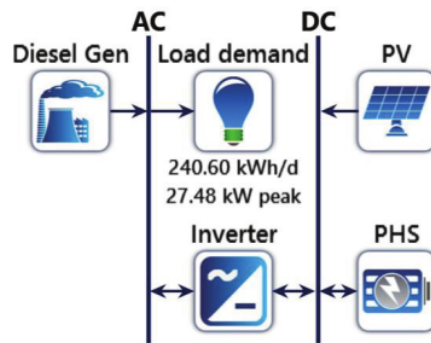 AC DC
Diesel Gen Load demand PV
240.60 kWh/d
27.48 kW peak
Inverter PHS